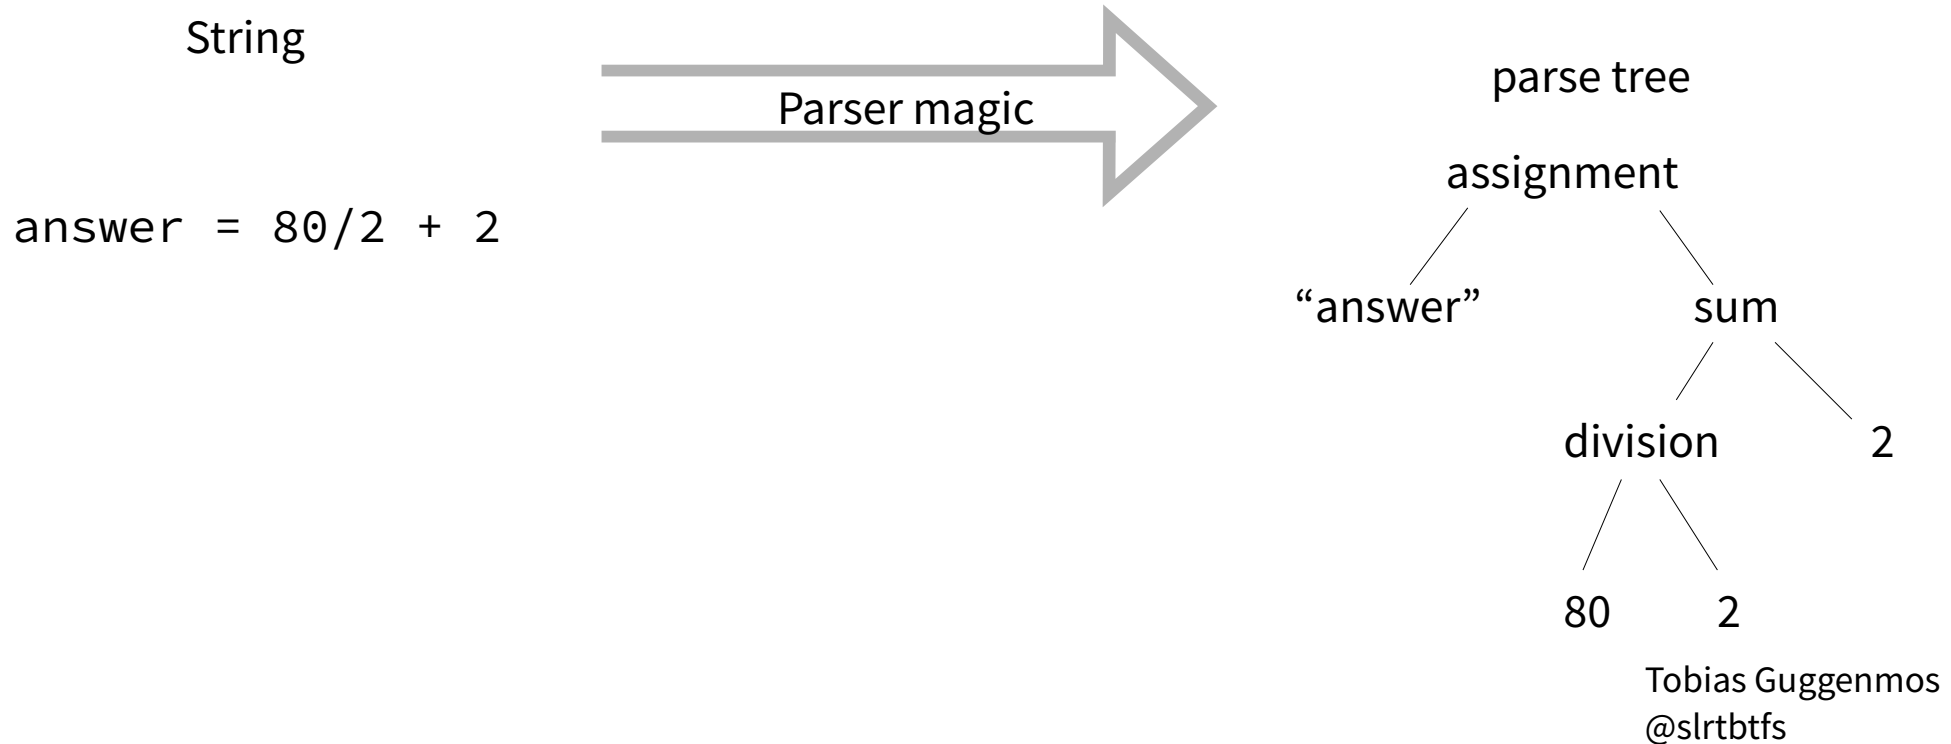 String
answer = 80/2 + 2
Parser magic
parse tree
assignment
“answer” sum
division 2
80 2
Tobias Guggenmos
@slrtbtfs